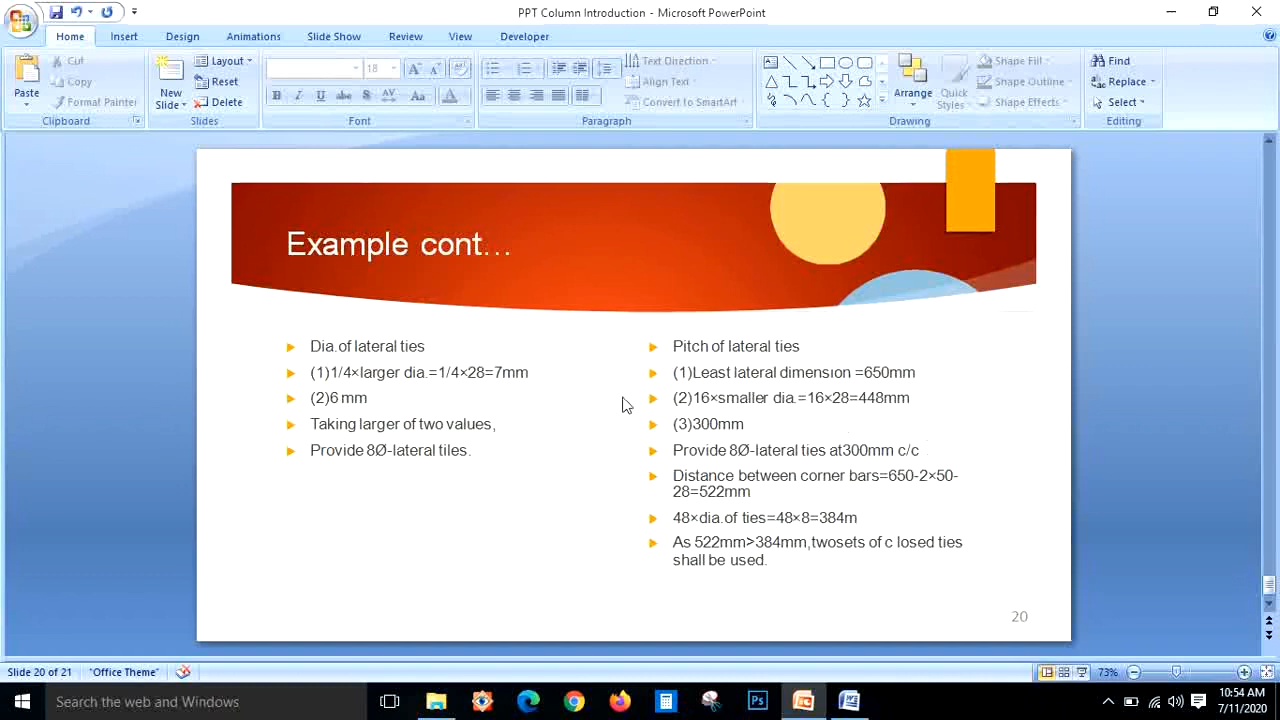 PPT Column Introduction - Microsoft PowerPoint
Home Insert Design Animations Slide Show Review View Developer
Paste
Cut
Copy
Format Painter
Clipboard
New Slide
Layout
Reset
Delete
Slides
18
B I U abc S AV Aa A
Font
Text Direction
Align Text
Convert to SmartArt
Paragraph
Arrange
Quick Styles
Shape Fill
Shape Outline
Shape Effects
Drawing
Find
Replace
Select
Editing
Example cont...
Dia.of lateral ties
(1)1/4×larger dia.=1/4×28=7mm
(2)6 mm
Taking larger of two values,
Provide 8Ø-lateral tiles.
Pitch of lateral ties
(1)Least lateral dimension =650mm
(2)16×smaller dia.=16×28=448mm
(3)300mm
Provide 8Ø-lateral ties at300mm c/c
Distance between corner bars=650-2×50-
28=522mm
48×dia.of ties=48×8=384m
As 522mm>384mm,twosets of c losed ties
shall be used.
20
Slide 20 of 21 "Office Theme" 73%
Search the web and Windows
Ps
10:54 AM
7/11/2020